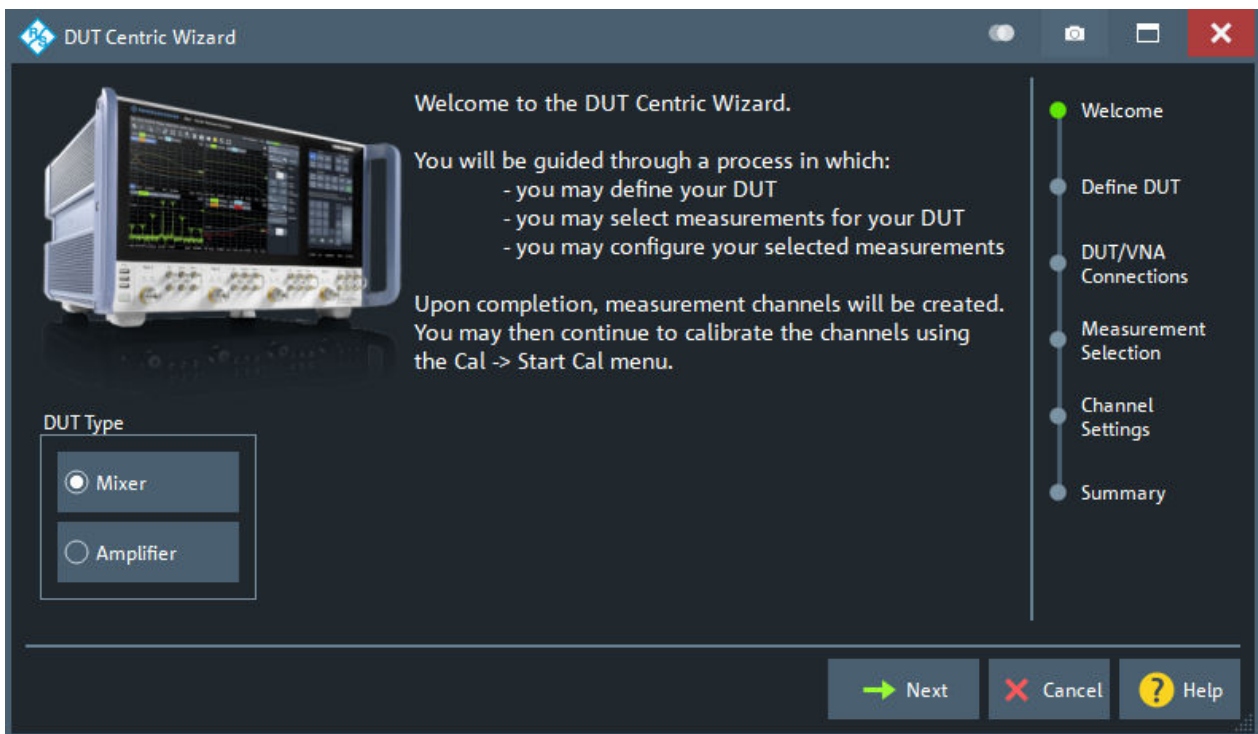 DUT Centric Wizard
Welcome to the DUT Centric Wizard.
You will be guided through a process in which:
- you may define your DUT
- you may select measurements for your DUT
- you may configure your selected measurements
Upon completion, measurement channels will be created.
You may then continue to calibrate the channels using
the Cal -> Start Cal menu.
DUT Type
Mixer
Amplifier
Welcome
Define DUT
DUT/VNA
Connections
Measurement
Selection
Channel
Settings
Summary
Next
Cancel
? Help